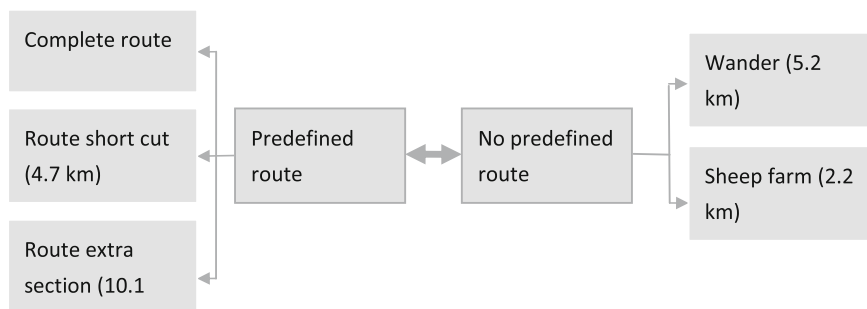 Complete route
Route short cut
(4.7 km)
Route extra
section (10.1
Predefined
route
No predefined
route
Wander (5.2
km)
Sheep farm (2.2
km)